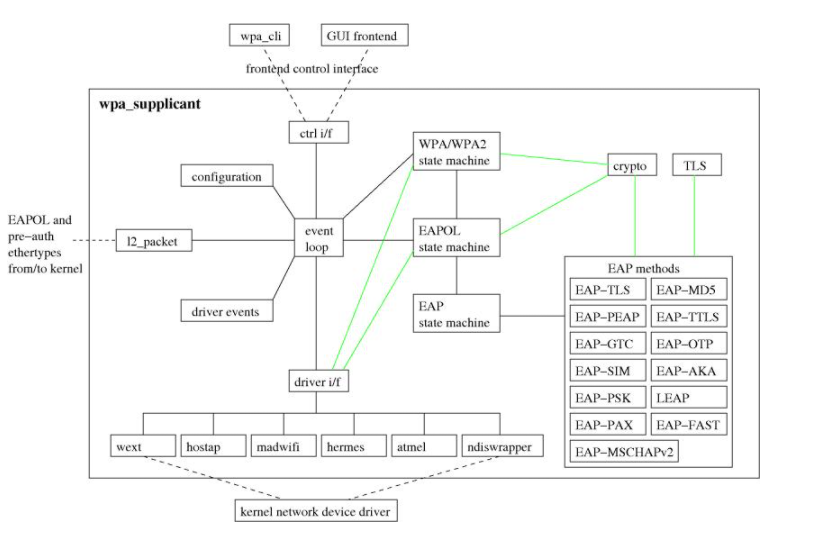 wpa_cli
GUI frontend
frontend control interface
wpa_supplicant
ctrl i/f
WPA/WPA2
state machine
crypto
TLS
configuration
EAPOL and
pre−auth
ethertypes
from/to kernel
l2_packet
event
loop
EAPOL
state machine
driver events
EAP
state machine
EAP methods
EAP−TLS
EAP−MD5
EAP−PEAP
EAP−TTLS
EAP−GTC
EAP−OTP
EAP−SIM
EAP−AKA
EAP−PSK
LEAP
EAP−PAX
EAP−FAST
EAP−MSCHAPv2
driver i/f
wext
hostap
madwifi
hermes
atmel
ndiswrapper
kernel network device driver